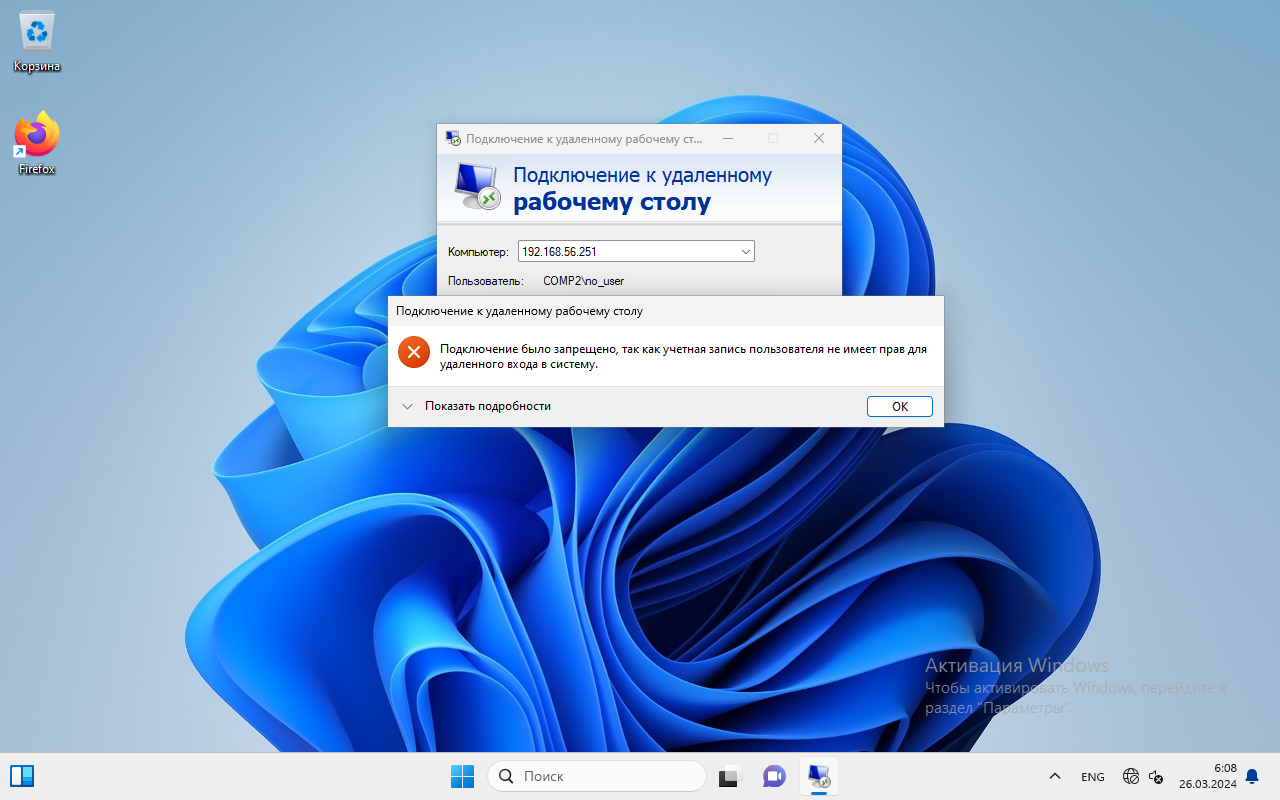 Корзина
Firefox
Подключение к удаленному рабочему ст...
Подключение к удаленному
рабочему столу
Компьютер: 192.168.56.251
Пользователь: COMP2\no_user
Подключение к удаленному рабочему столу
Подключение было запрещено, так как учетная запись пользователя не имеет прав для
удаленного входа в систему.
Показать подробности
ОК
Активация Windows
Чтобы активировать Windows, перейдите в
раздел "Параметры".
Поиск
ENG
6:08
26.03.2024